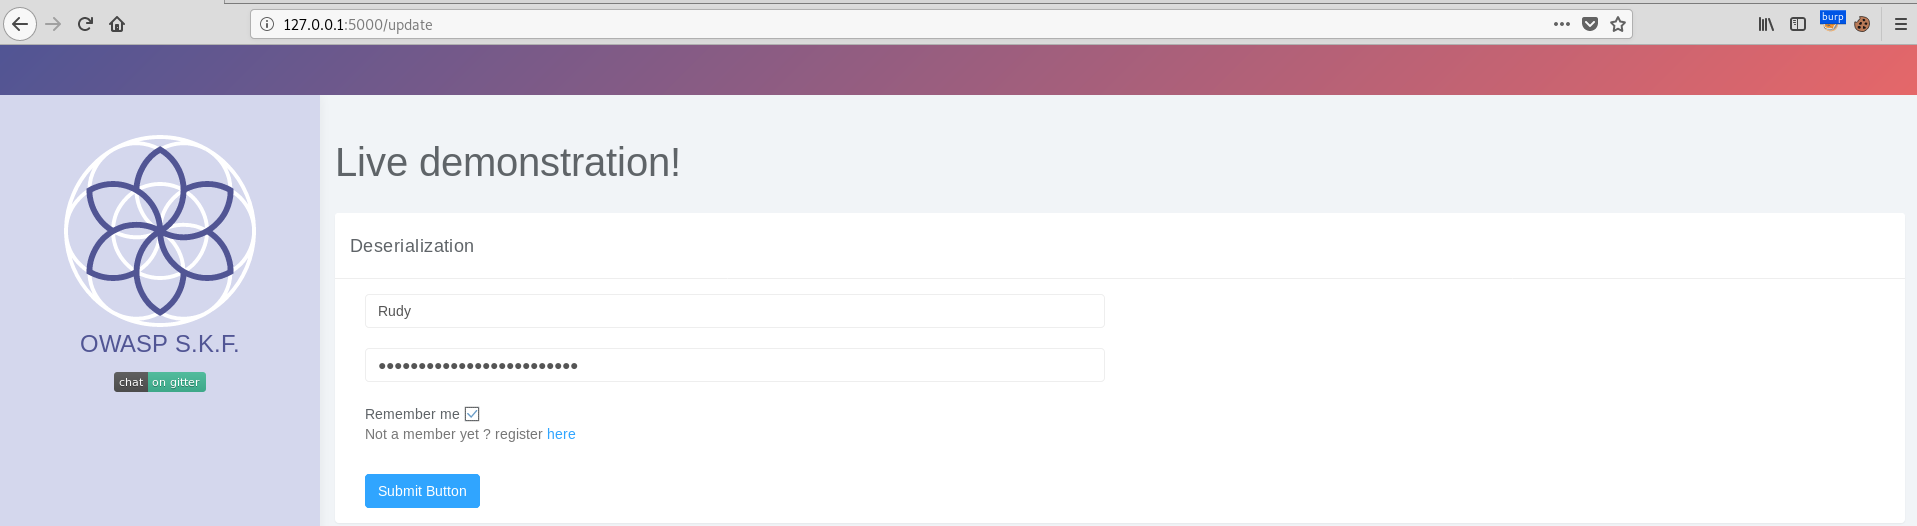 127.0.0.1:5000/update
burp
Live demonstration!
Deserialization
Rudy
OWASP S.K.F.
chat on gitter
Remember me
Not a member yet ? register here
Submit Button